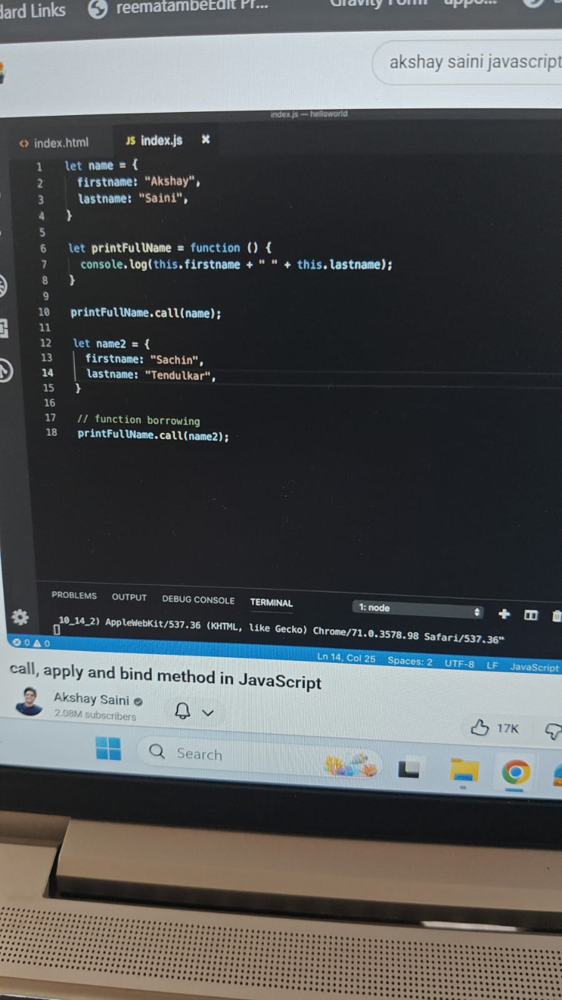 dard Links
reematambeEdit Pr...
Gravity Form
appo...
akshay saini javascript
index.js — helloworld
<> index.html
JS index.js ×
1 let name = {
2 firstname: "Akshay",
3 lastname: "Saini",
4 }
5
6 let printFullName = function () {
7 console.log(this.firstname + " " + this.lastname);
8 }
9
10 printFullName.call(name);
11
12 let name2 = {
13 firstname: "Sachin",
14 lastname: "Tendulkar",
15 }
16
17 // function borrowing
18 printFullName.call(name2);
PROBLEMS OUTPUT DEBUG CONSOLE TERMINAL 1: node
_10_14_2) AppleWebKit/537.36 (KHTML, like Gecko) Chrome/71.0.3578.98 Safari/537.36"
0 0
Ln 14, Col 25 Spaces: 2 UTF-8 LF JavaScript
call, apply and bind method in JavaScript
Akshay Saini
2.08M subscribers
17K
Search